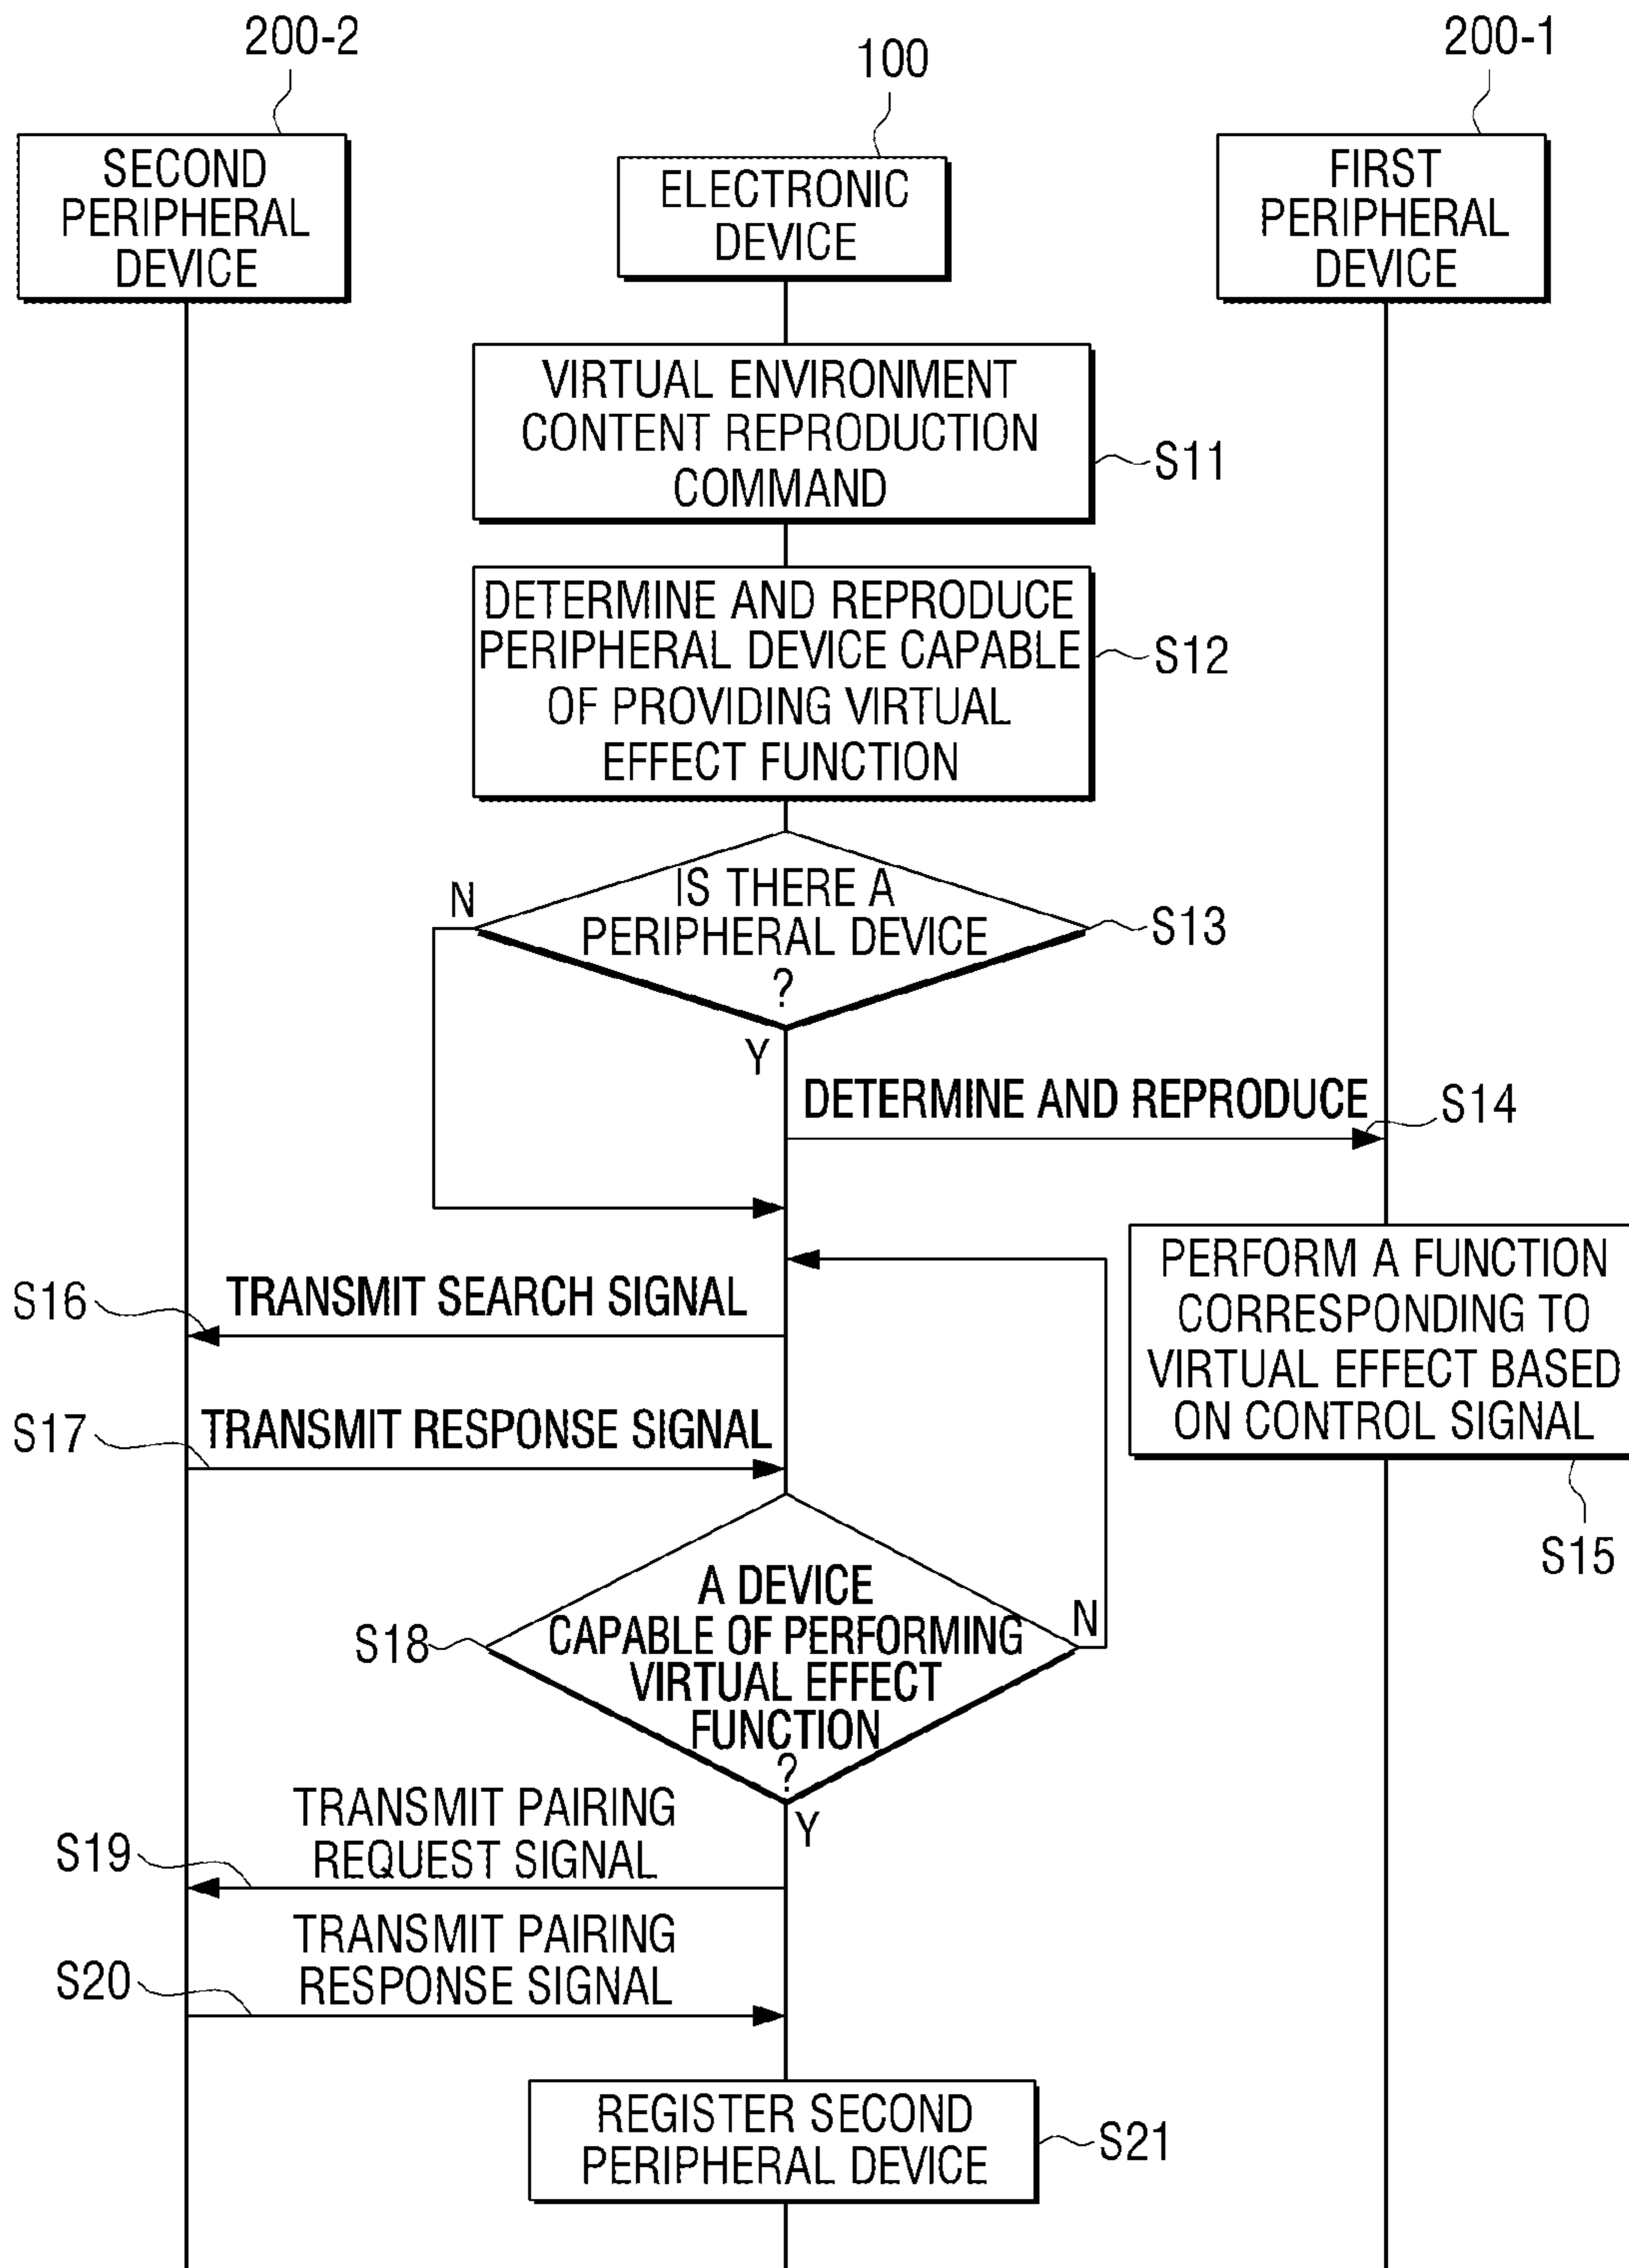 200-2
100
200-1
SECOND
PERIPHERAL
DEVICE
ELECTRONIC
DEVICE
FIRST
PERIPHERAL
DEVICE
VIRTUAL ENVIRONMENT
CONTENT REPRODUCTION
COMMAND
S11
DETERMINE AND REPRODUCE
PERIPHERAL DEVICE CAPABLE
OF PROVIDING VIRTUAL
EFFECT FUNCTION
S12
N
IS THERE A
PERIPHERAL DEVICE
?
S13
Y
DETERMINE AND REPRODUCE
S14
PERFORM A FUNCTION
CORRESPONDING TO
VIRTUAL EFFECT BASED
ON CONTROL SIGNAL
S15
S16
TRANSMIT SEARCH SIGNAL
S17
TRANSMIT RESPONSE SIGNAL
S18
A DEVICE
CAPABLE OF PERFORMING
VIRTUAL EFFECT
FUNCTION
?
N
Y
TRANSMIT PAIRING
REQUEST SIGNAL
S19
TRANSMIT PAIRING
RESPONSE SIGNAL
S20
REGISTER SECOND
PERIPHERAL DEVICE
S21